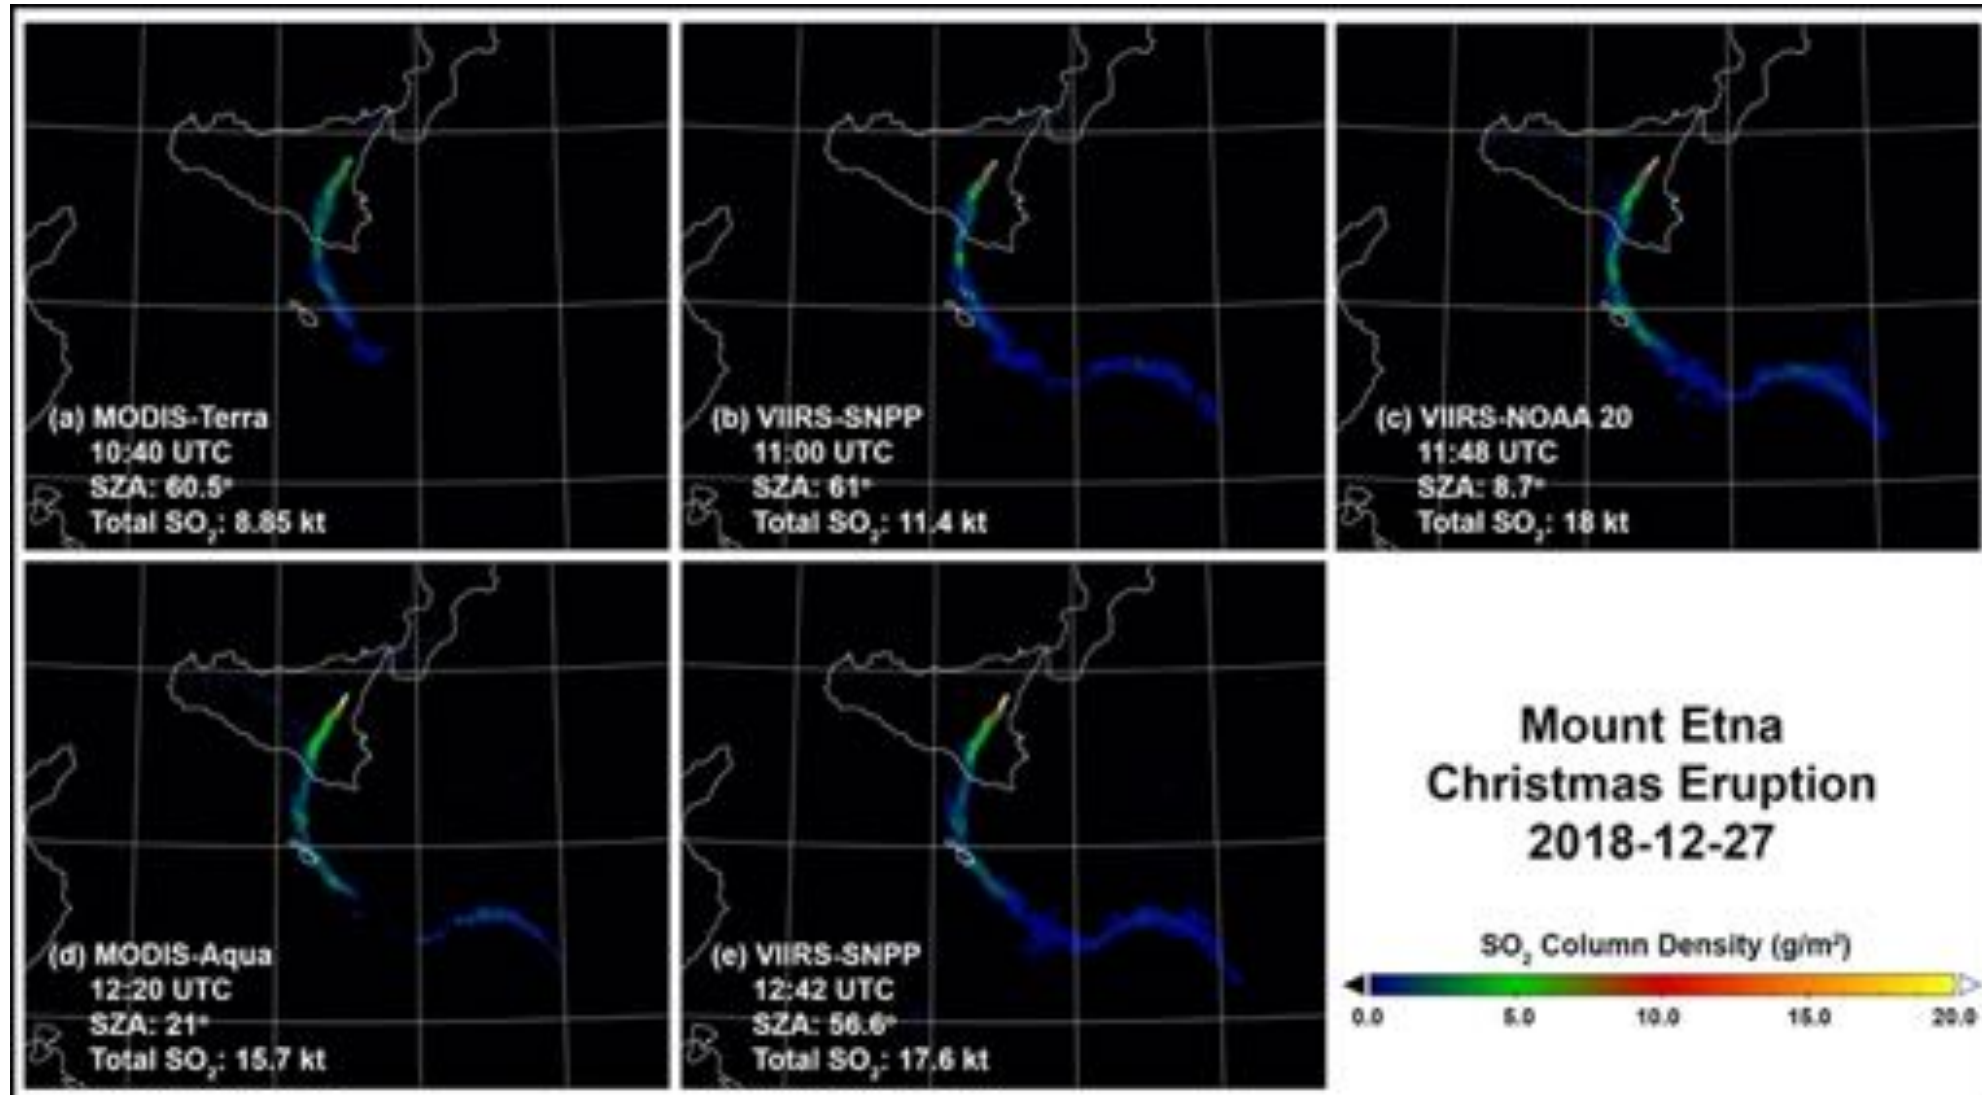 (a) MODIS-Terra
10:40 UTC
SZA: 60.5°
Total SO₂: 8.85 kt
(b) VIIRS-SNPP
11:00 UTC
SZA: 61°
Total SO₂: 11.4 kt
(c) VIIRS-NOAA 20
11:48 UTC
SZA: 8.7°
Total SO₂: 18 kt
(d) MODIS-Aqua
12:20 UTC
SZA: 21°
Total SO₂: 15.7 kt
(e) VIIRS-SNPP
12:42 UTC
SZA: 56.6°
Total SO₂: 17.6 kt
Mount Etna
Christmas Eruption
2018-12-27
SO₂ Column Density (g/m²)
0.0 5.0 10.0 15.0 20.0